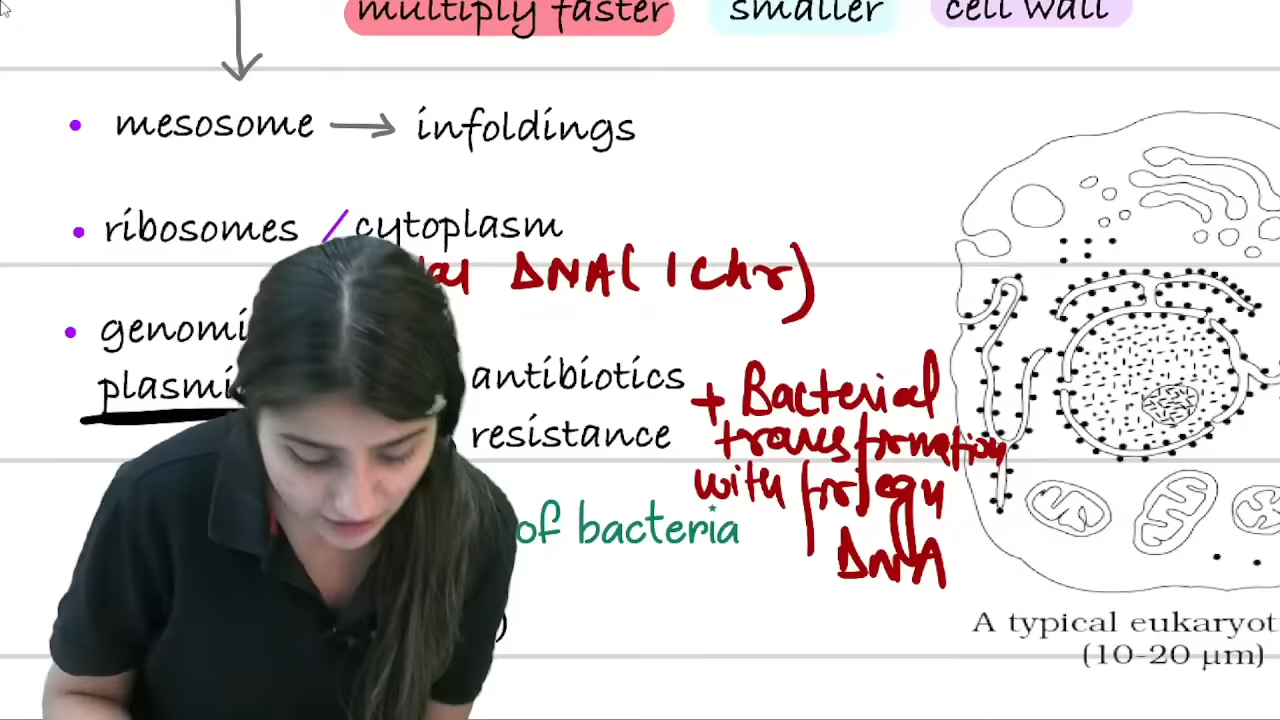 multiply faster smaller cell wall
mesosome → infoldings
ribosomes / cytoplasm
DNA ( 1 chr)
genomi
plasmi antibiotics
resistance
+ Bacterial
transformation
with
DNA
of bacteria
)
A typical eukaryot
(10-20 μm)